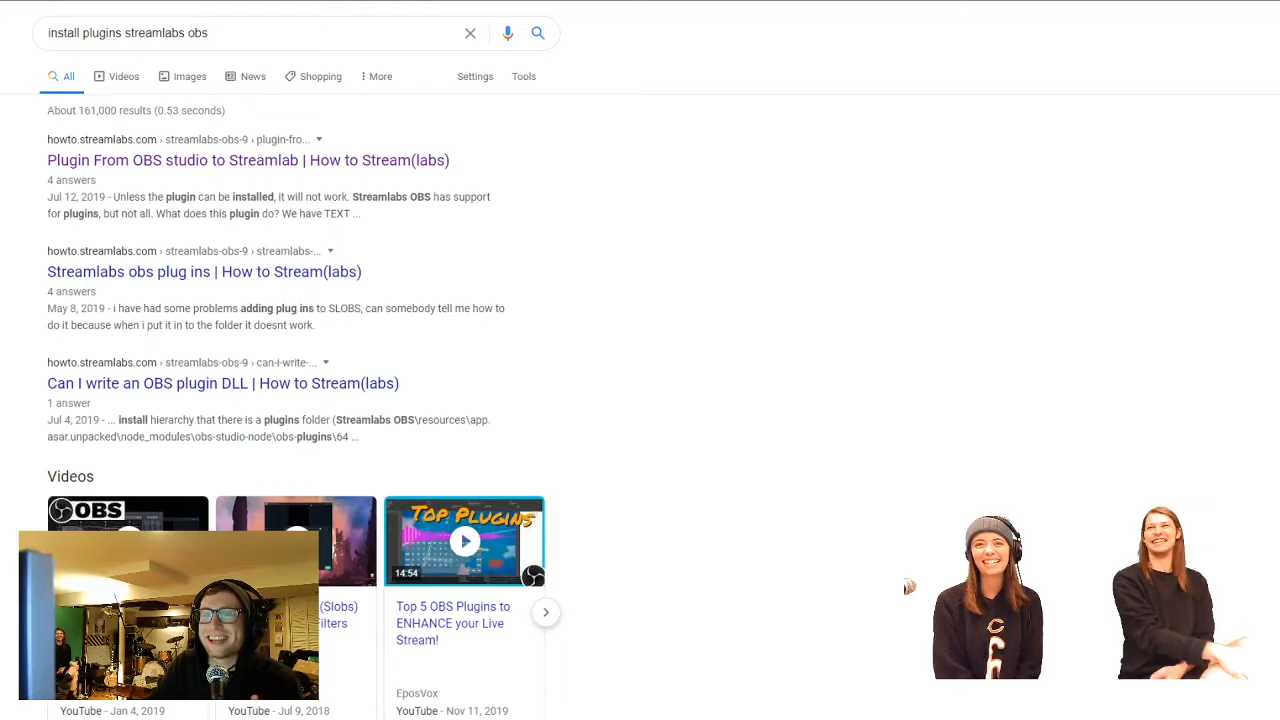 install plugins streamlabs obs
All Videos Images News Shopping More Settings Tools
About 161,000 results (0.53 seconds)
howto.streamlabs.com › streamlabs-obs-9 › plugin-fro...
Plugin From OBS studio to Streamlab | How to Stream(labs)
4 answers
Jul 12, 2019 - Unless the plugin can be installed, it will not work. Streamlabs OBS has support
for plugins, but not all. What does this plugin do? We have TEXT ...
howto.streamlabs.com › streamlabs-obs-9 › streamlabs-...
Streamlabs obs plug ins | How to Stream(labs)
4 answers
May 8, 2019 - i have had some problems adding plug ins to SLOBS, can somebody tell me how to
do it because when i put it in to the folder it doesnt work.
howto.streamlabs.com › streamlabs-obs-9 › can-i-write-...
Can I write an OBS plugin DLL | How to Stream(labs)
1 answer
Jul 4, 2019 - ... install hierarchy that there is a plugins folder (Streamlabs OBS\resources\app.
asar.unpacked\node_modules\obs-studio-node\obs-plugins\64 ...
Videos
OBS
TOP PLUGINS
14:54
(Slobs)
ilters
Top 5 OBS Plugins to
ENHANCE your Live
Stream!
EposVox
YouTube - Jan 4, 2019
YouTube - Jul 9, 2018
YouTube - Nov 11, 2019